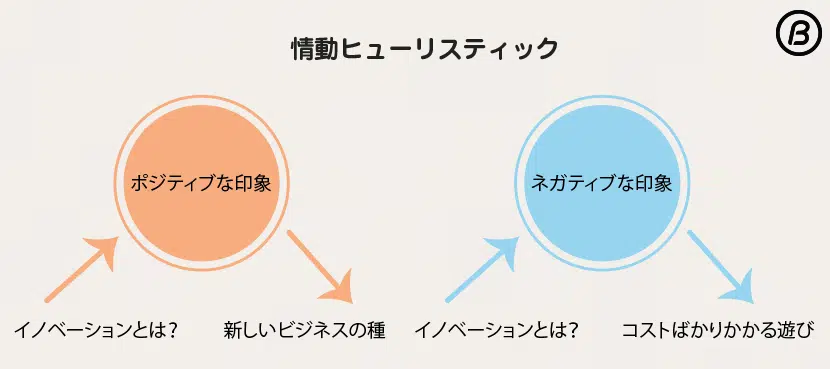 情動ヒューリスティック
β
ポジティブな印象
ネガティブな印象
イノベーションとは?
新しいビジネスの種
イノベーションとは?
コストばかりかかる遊び